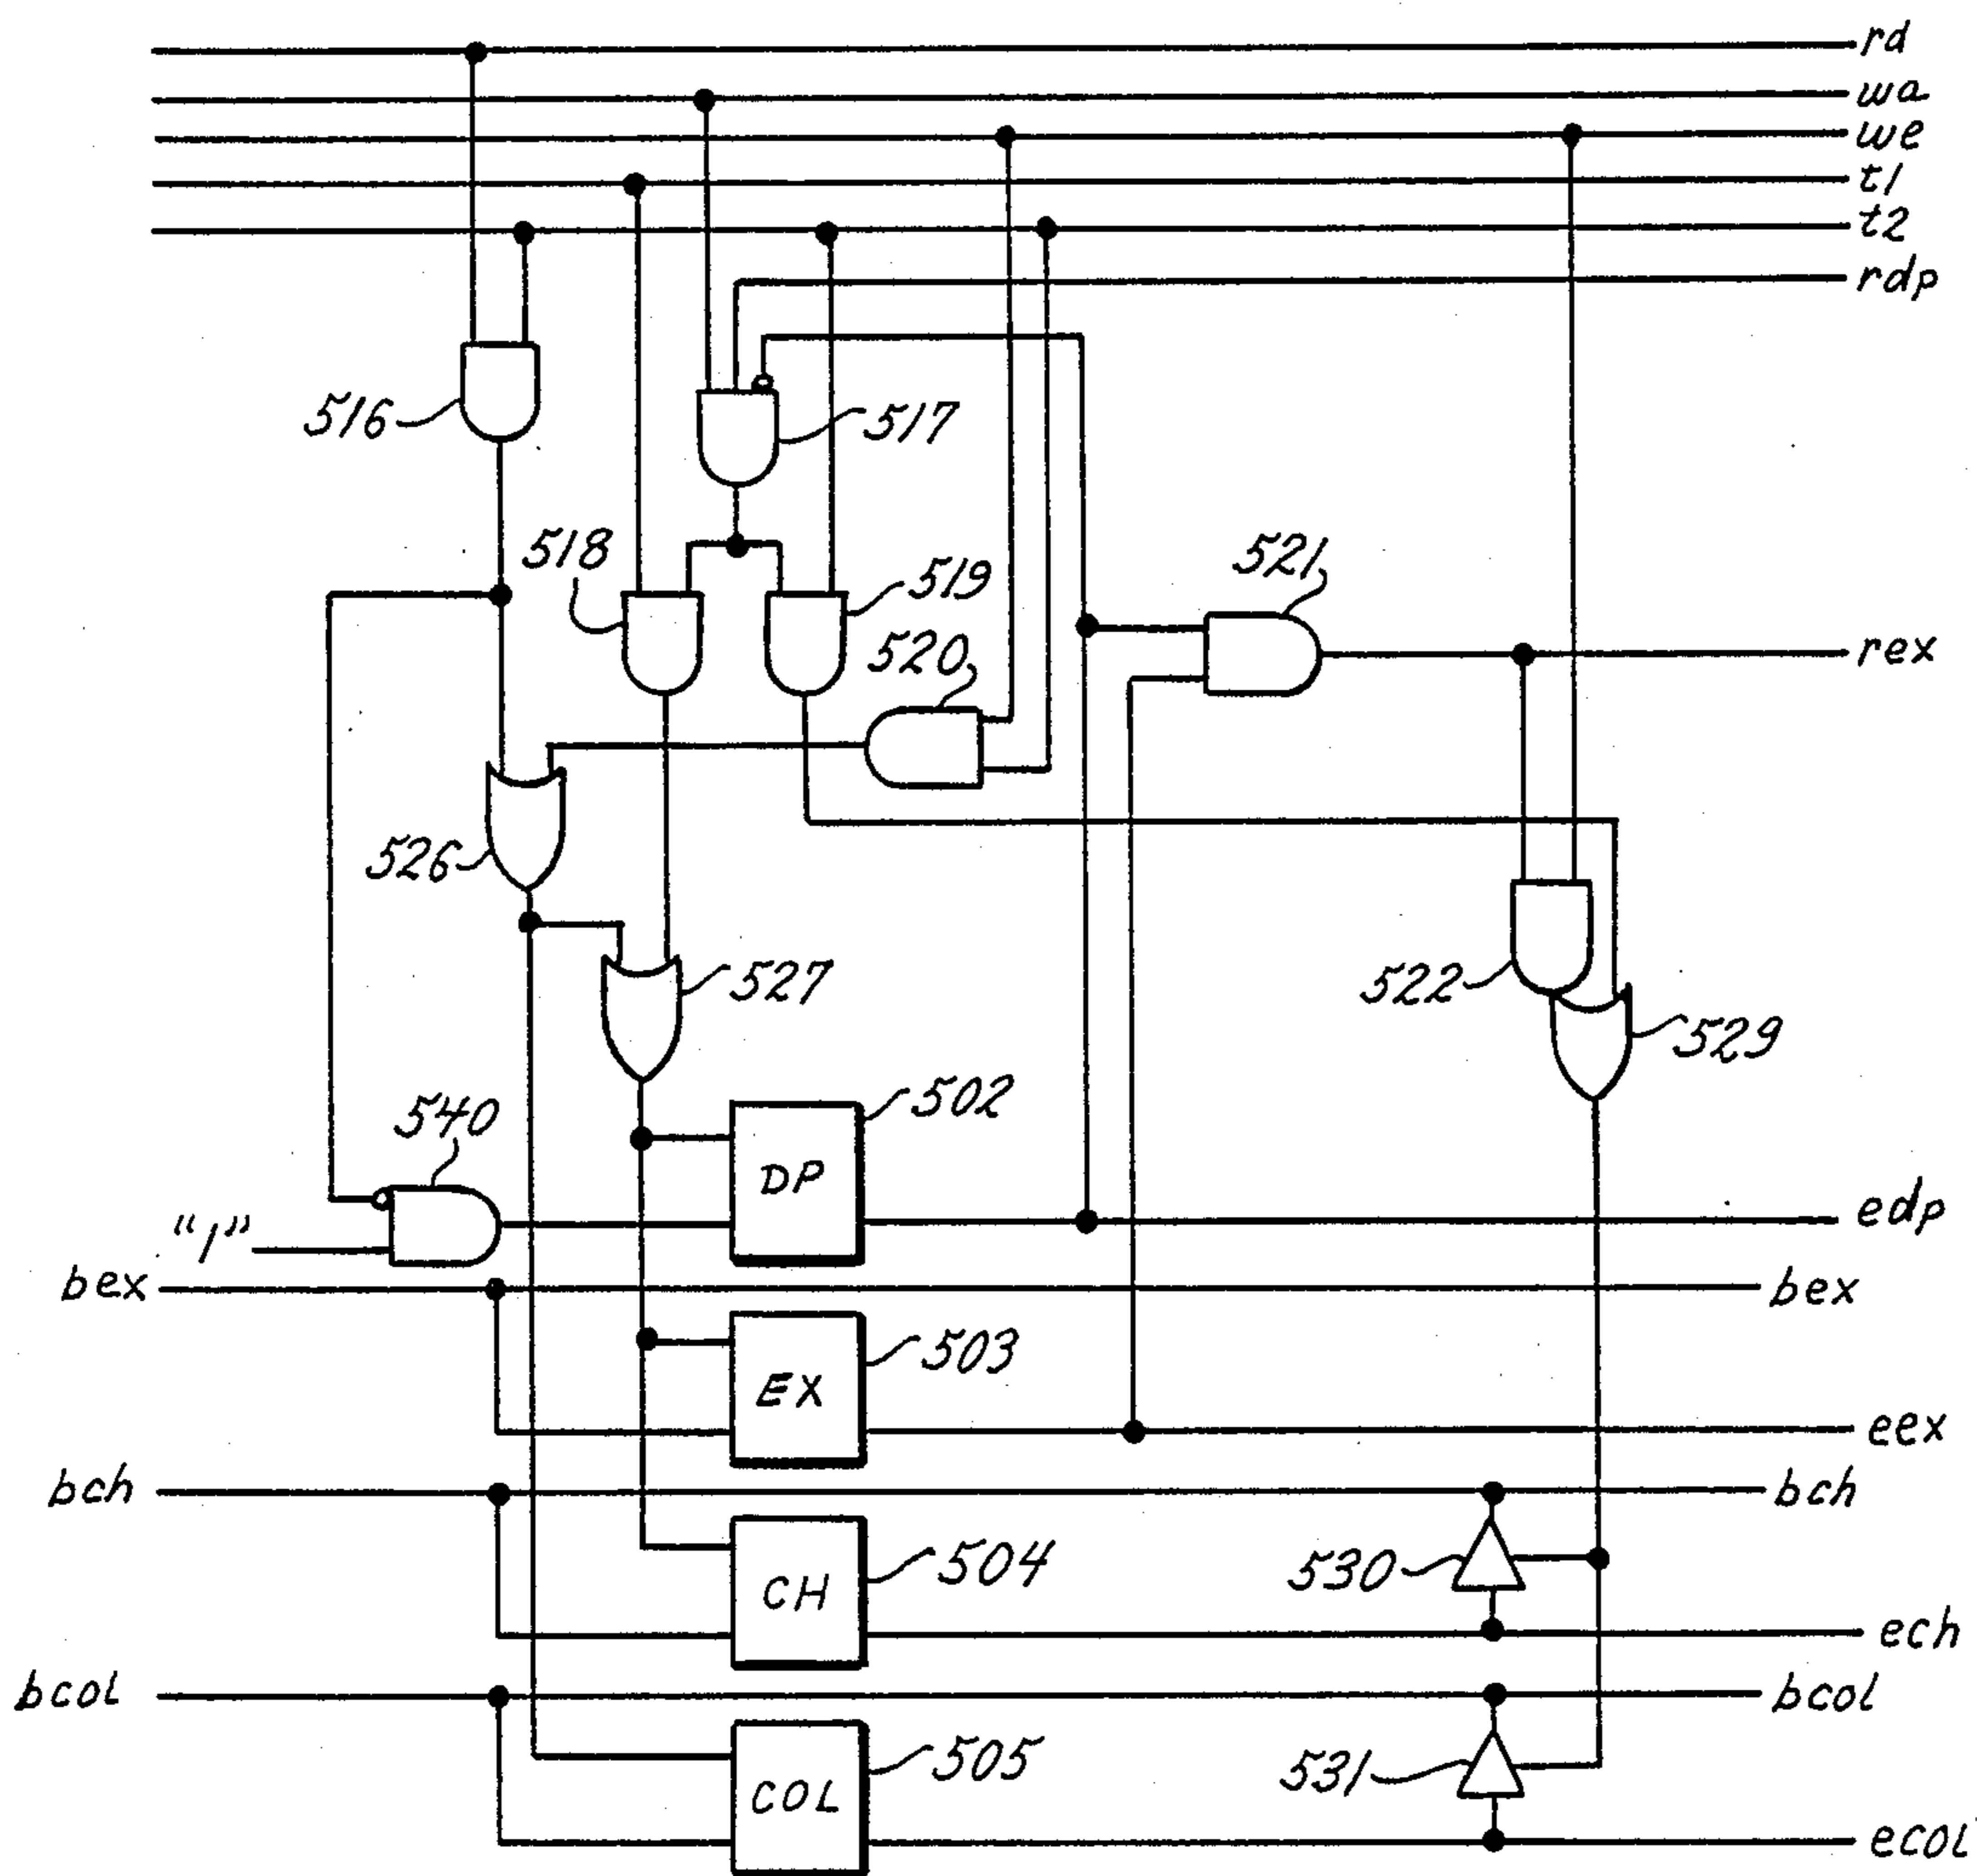 rd
wa
we
t1
t2
rdp
516
517
518
519
521
520
rex
526
527
522
529
502
540
DP
"1"
edp
bex
bex
503
EX
eex
bch
bch
504
530
CH
ech
bcol
bcol
505
531
COL
ecol